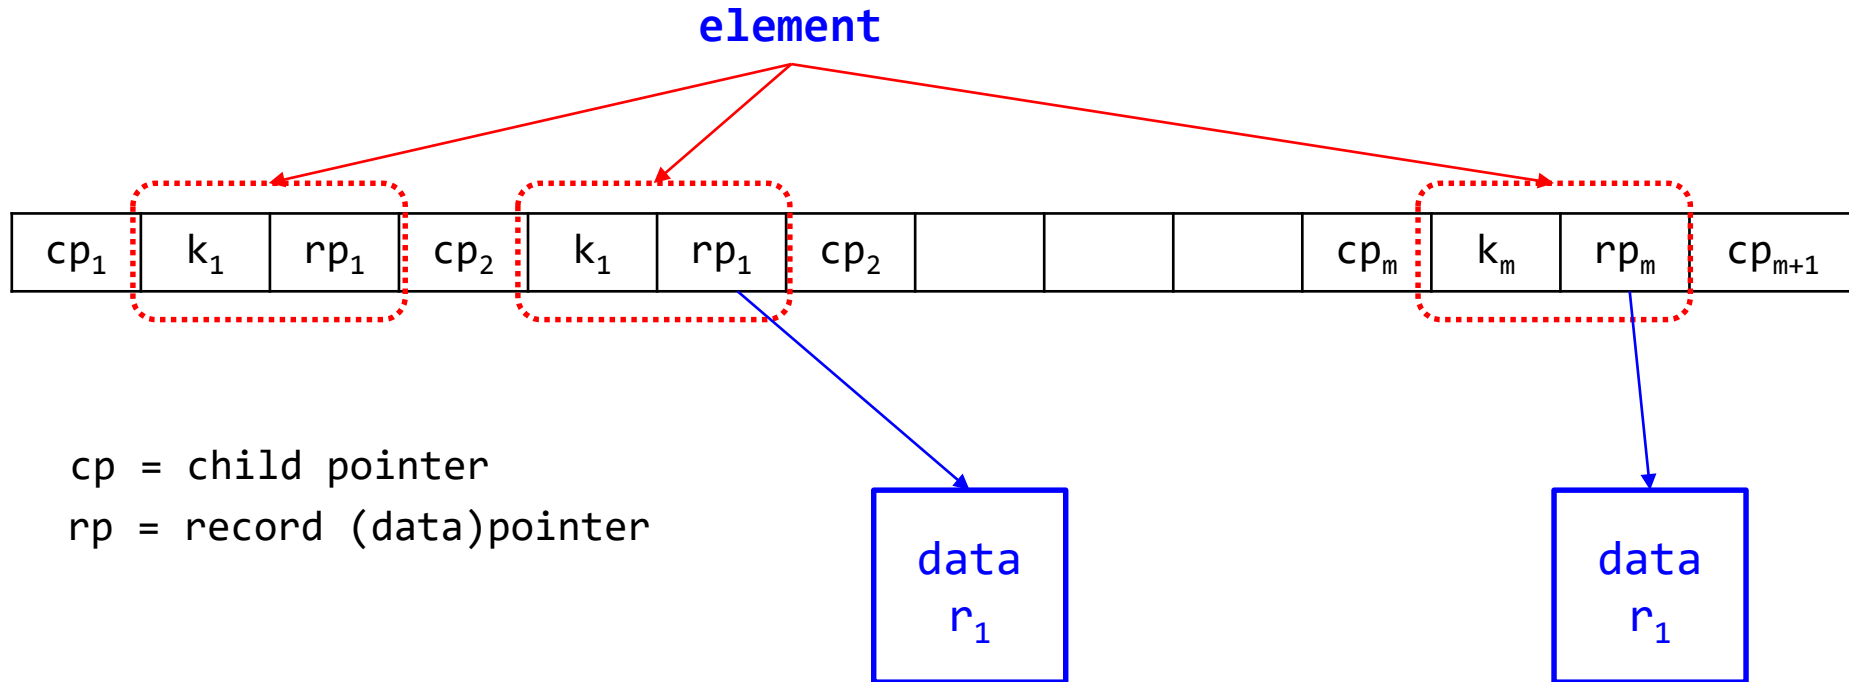 element
cp₁ k₁ rp₁ cp₂ k₁ rp₁ cp₂ cpₘ kₘ rpₘ cpₘ₊₁
cp = child pointer
rp = record (data)pointer
data data
r₁ r₁